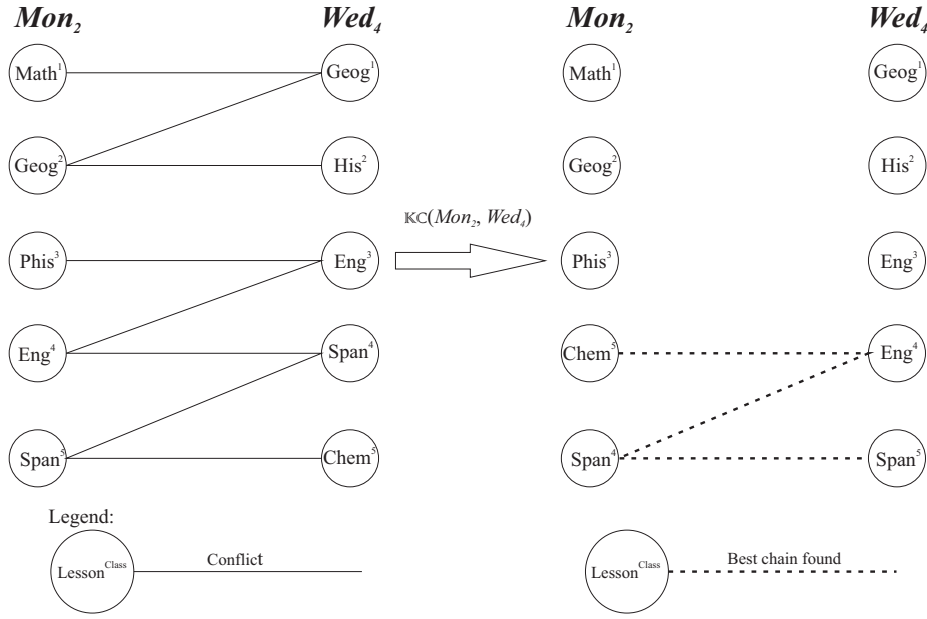 Mon₂ Wed₄ Mon₂ Wed₄
Math¹ Geog¹ Math¹ Geog¹
Geog² His² Geog² His²
𝕂ℂ(Mon₂, Wed₄)
Phis³ Eng³ Phis³ Eng³
Eng⁴ Span⁴ Chem⁵ Eng⁴
Span⁵ Chem⁵ Span⁴ Span⁵
Legend:
Lesson^Class Conflict Lesson^Class Best chain found